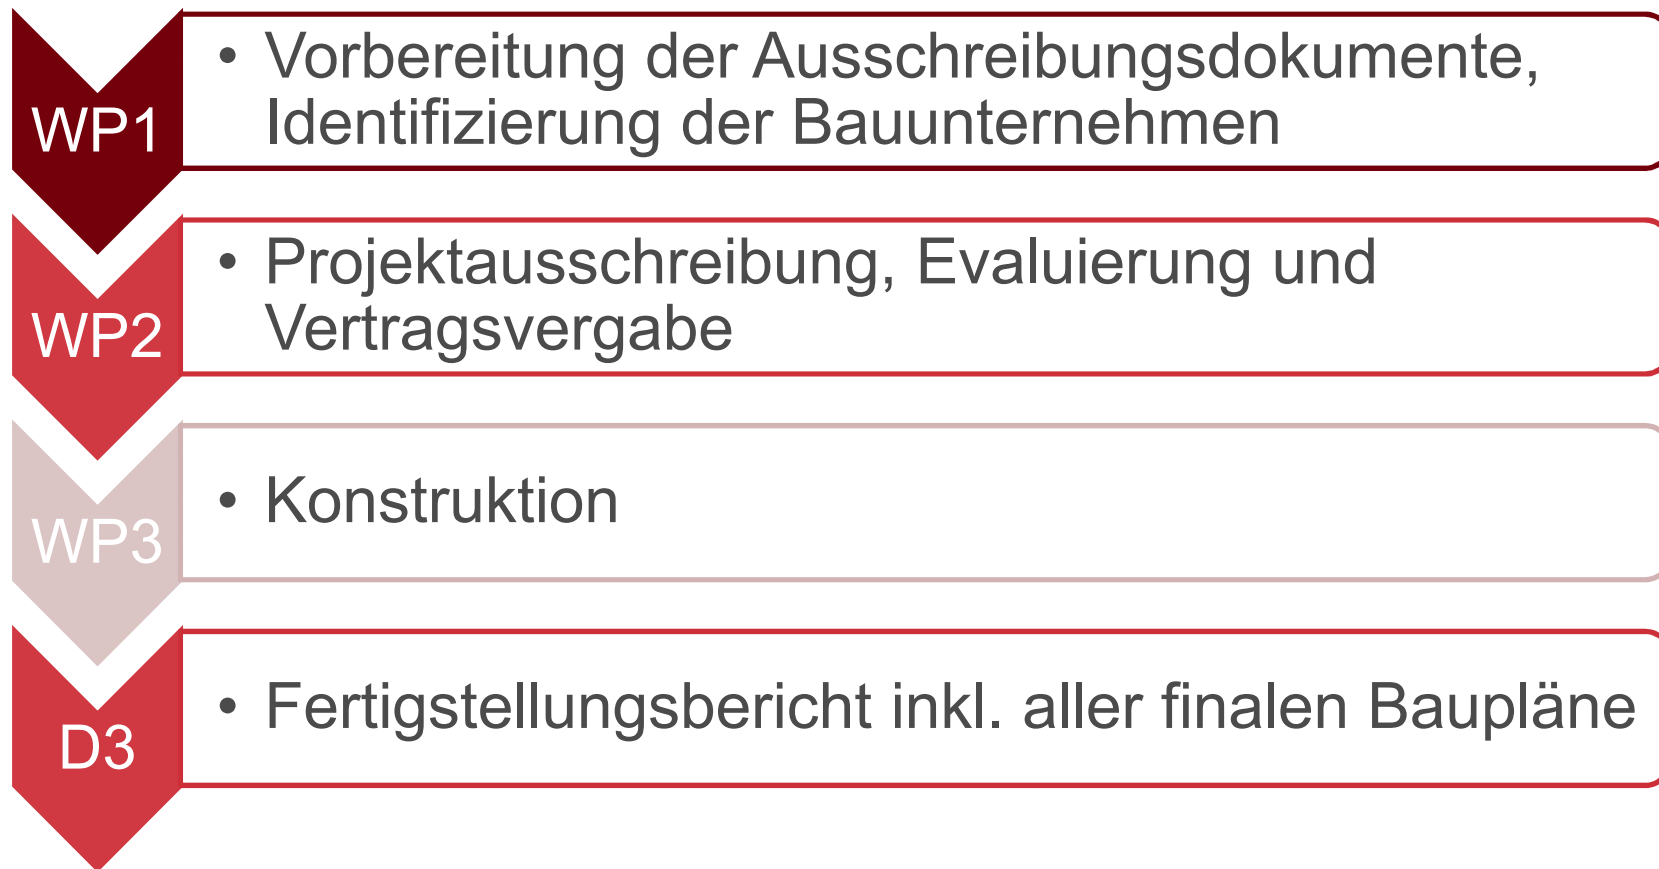 WP1
• Vorbereitung der Ausschreibungsdokumente,
Identifizierung der Bauunternehmen
WP2
• Projektausschreibung, Evaluierung und
Vertragsvergabe
WP3
• Konstruktion
D3
• Fertigstellungsbericht inkl. aller finalen Baupläne